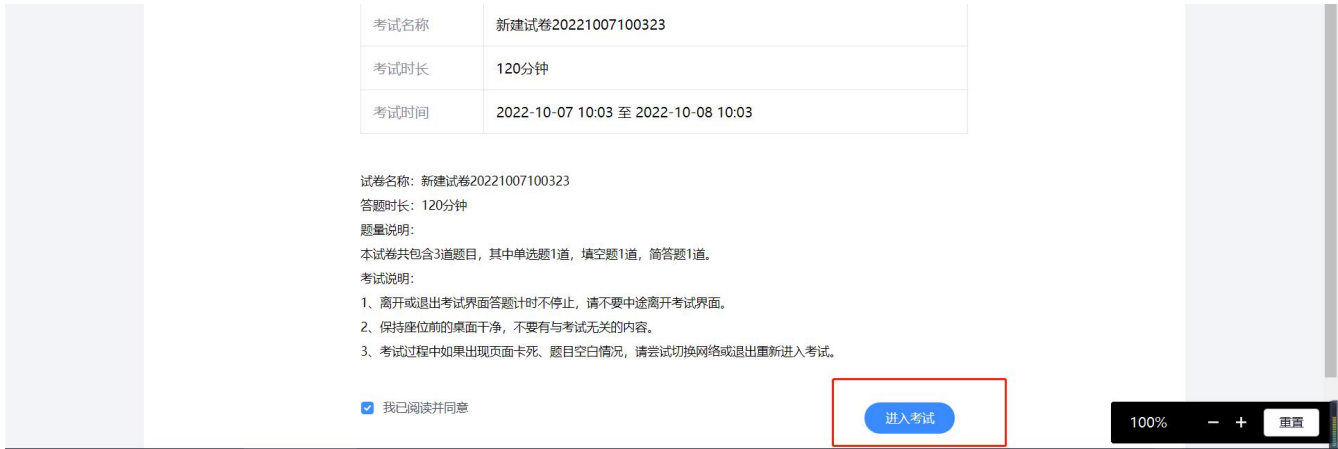 考试名称 新建试卷20221007100323
考试时长 120分钟
考试时间 2022-10-07 10:03 至 2022-10-08 10:03
试卷名称：新建试卷20221007100323
答题时长：120分钟
题量说明：
本试卷共包含3道题目，其中单选题1道，填空题1道，简答题1道。
考试说明：
1、离开或退出考试界面答题计时不停止，请不要中途离开考试界面。
2、保持座位前的桌面干净，不要有与考试无关的内容。
3、考试过程中如果出现页面卡死、题目空白情况，请尝试切换网络或退出重新进入考试。
我已阅读并同意
进入考试
100% − + 重置